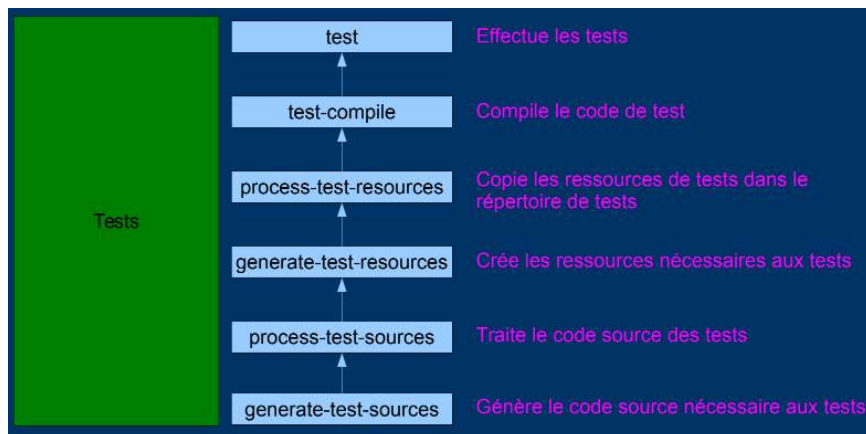 Tests
test
Effectue les tests
test-compile
Compile le code de test
process-test-resources
Copie les ressources de tests dans le
répertoire de tests
generate-test-resources
Crée les ressources nécessaires aux tests
process-test-sources
Traite le code source des tests
generate-test-sources
Génère le code source nécessaire aux tests